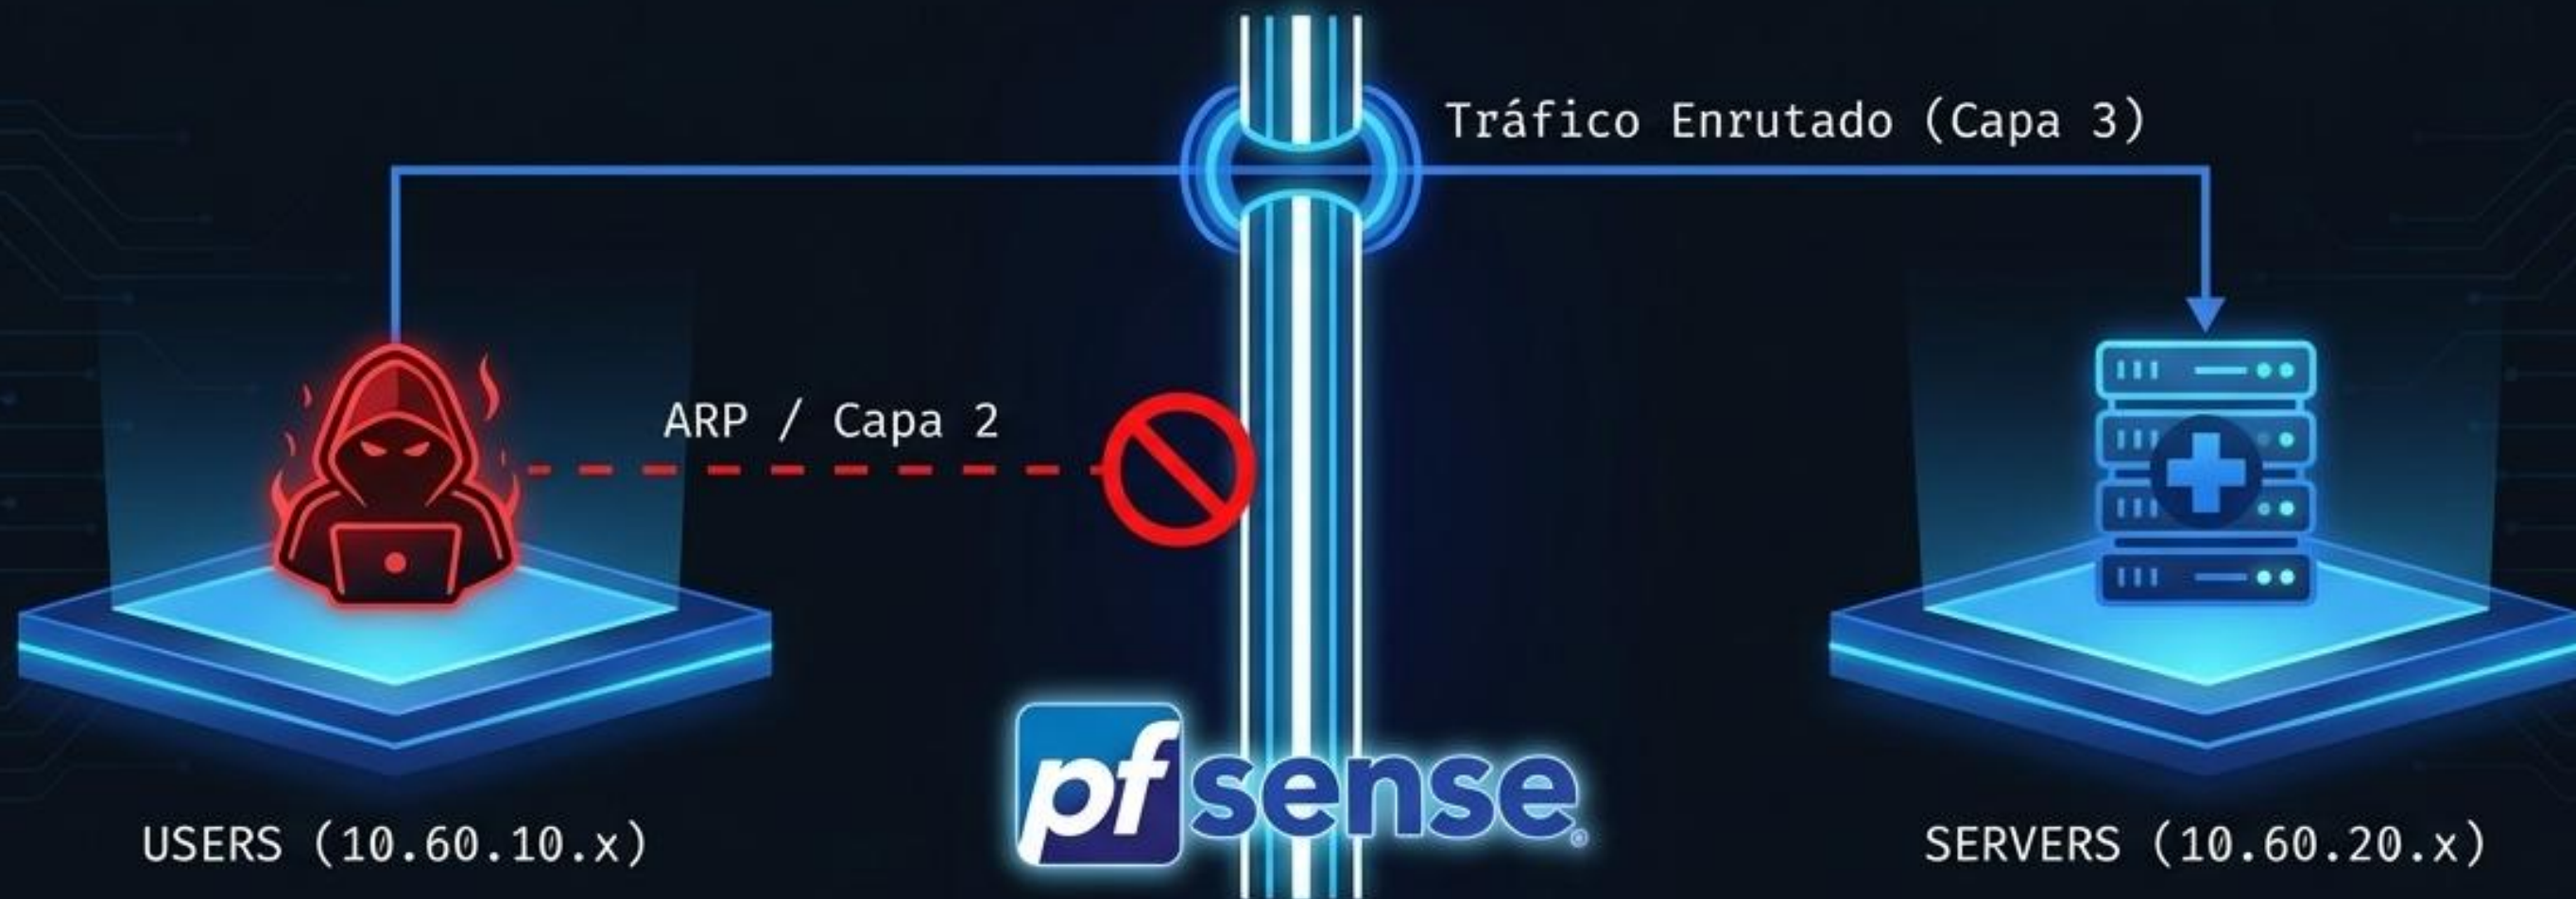 Tráfico Enrutado (Capa 3)
ARP / Capa 2
pfsense®
USERS (10.60.10.x)
SERVERS (10.60.20.x)